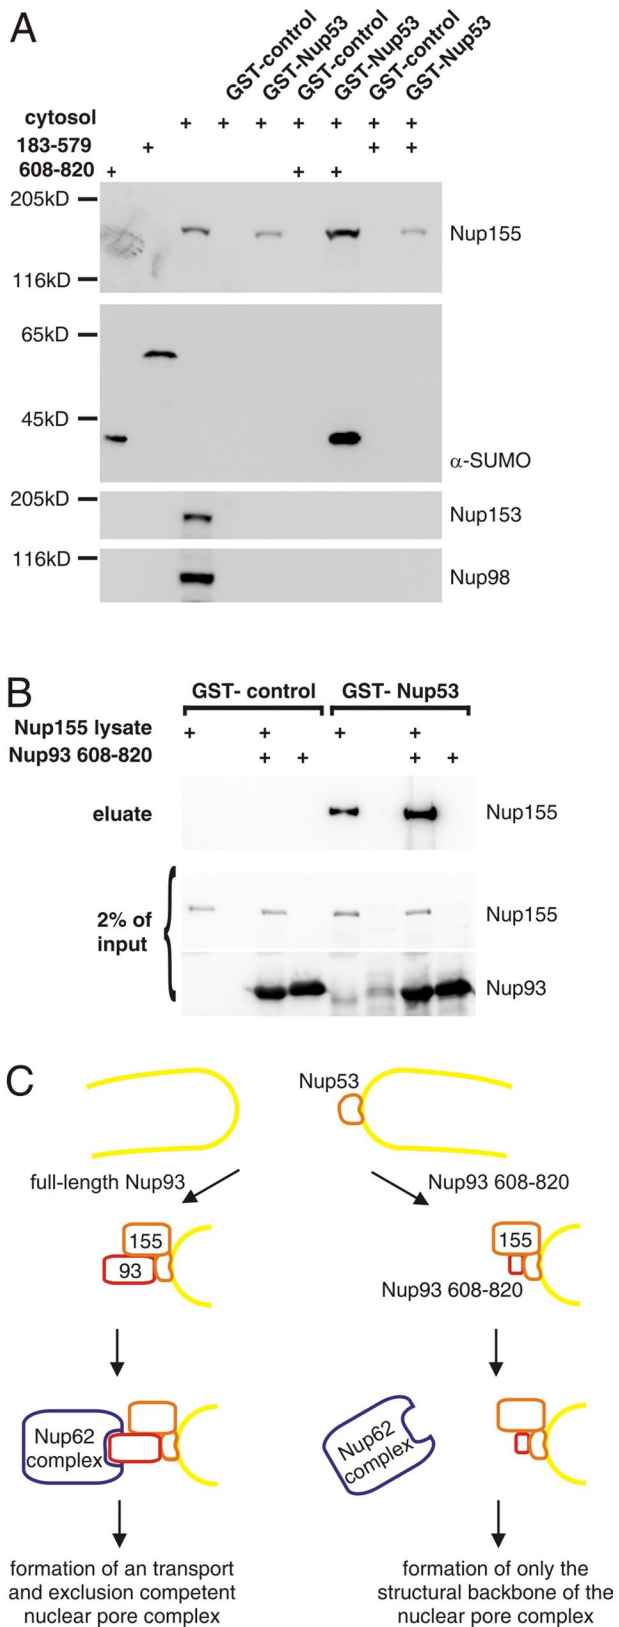 A
GST-control
GST-Nup53
GST-control
GST-Nup53
GST-control
GST-Nup53
cytosol + + + + + + +
183-579 + + +
608-820 + + +
205kD
Nup155
116kD
65kD
45kD
α-SUMO
205kD
Nup153
116kD
Nup98
B
GST- control GST- Nup53
Nup155 lysate + + + +
Nup93 608-820 + + + +
eluate Nup155
2% of
input
Nup155
Nup93
C
Nup53
full-length Nup93 Nup93 608-820
155 155
93
Nup93 608-820
Nup62
complex
Nup62
complex
formation of an transport
and exclusion competent
nuclear pore complex
formation of only the
structural backbone of the
nuclear pore complex